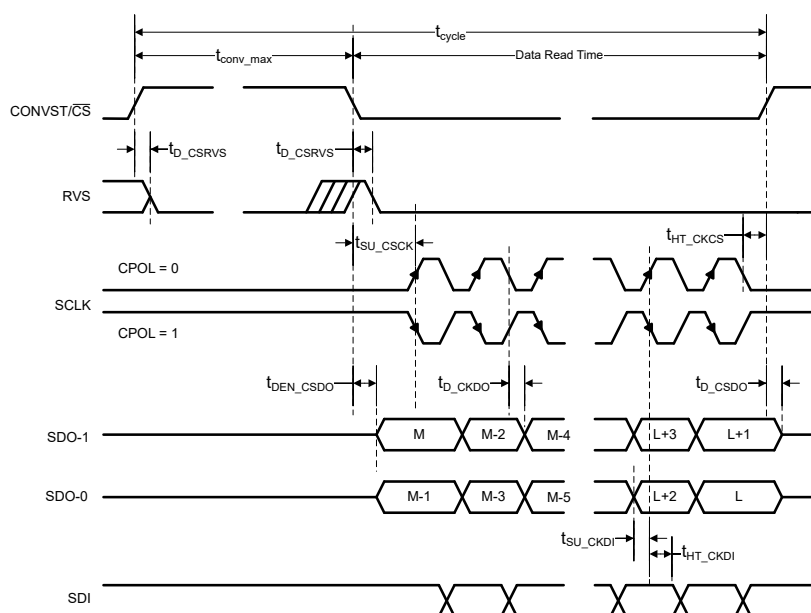 t_cycle
t_conv_max
Data Read Time
CONVST/C̅S̅
t_D_CSRVS
t_D_CSRVS
RVS
t_SU_CSCK
t_HT_CKCS
CPOL = 0
SCLK
CPOL = 1
t_DEN_CSDO
t_D_CKDO
t_D_CSDO
SDO-1
M
M-2
M-4
L+3
L+1
SDO-0
M-1
M-3
M-5
L+2
L
t_SU_CKDI
t_HT_CKDI
SDI